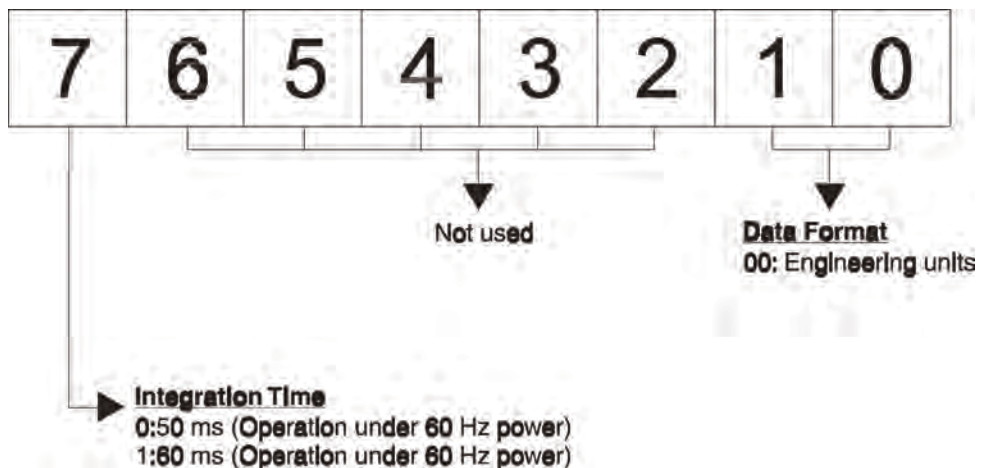 7 6 5 4 3 2 1 0
Not used
Data Format
00: Engineering units
Integration Time
0:50 ms (Operation under 60 Hz power)
1:60 ms (Operation under 60 Hz power)